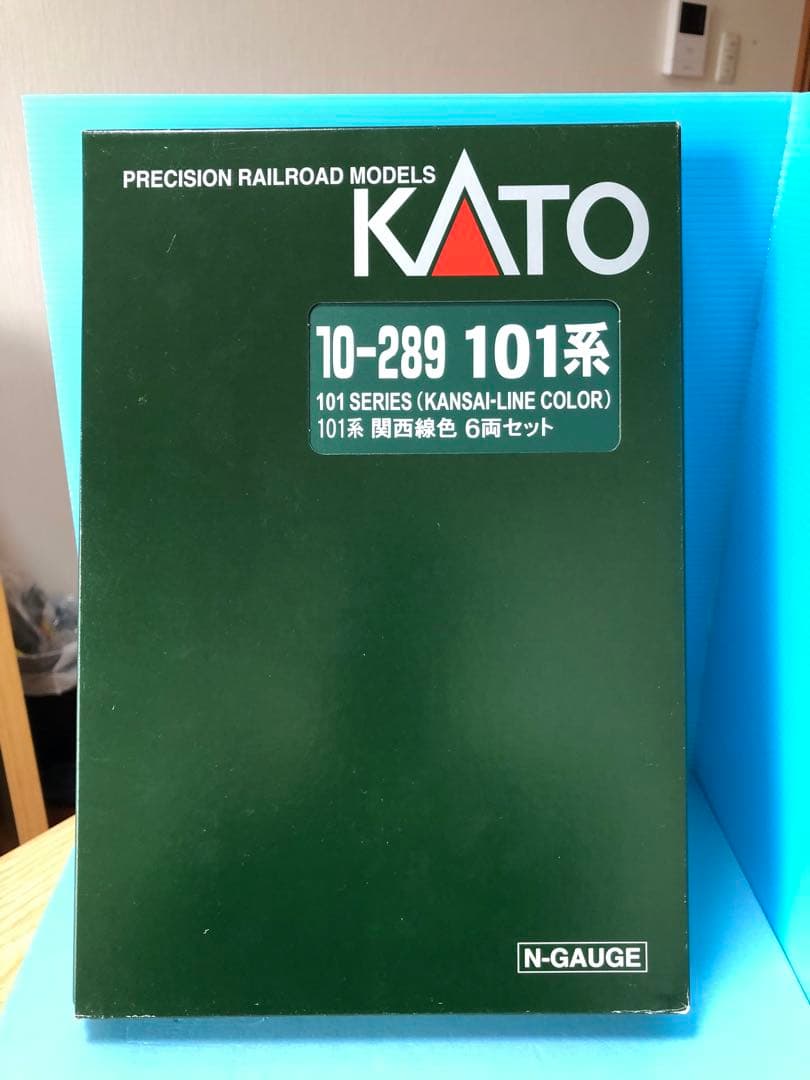 PRECISION RAILROAD MODELS
KATO
10-289 101系
101 SERIES (KANSAI-LINE COLOR)
101系 関西線色 6両セット
N-GAUGE